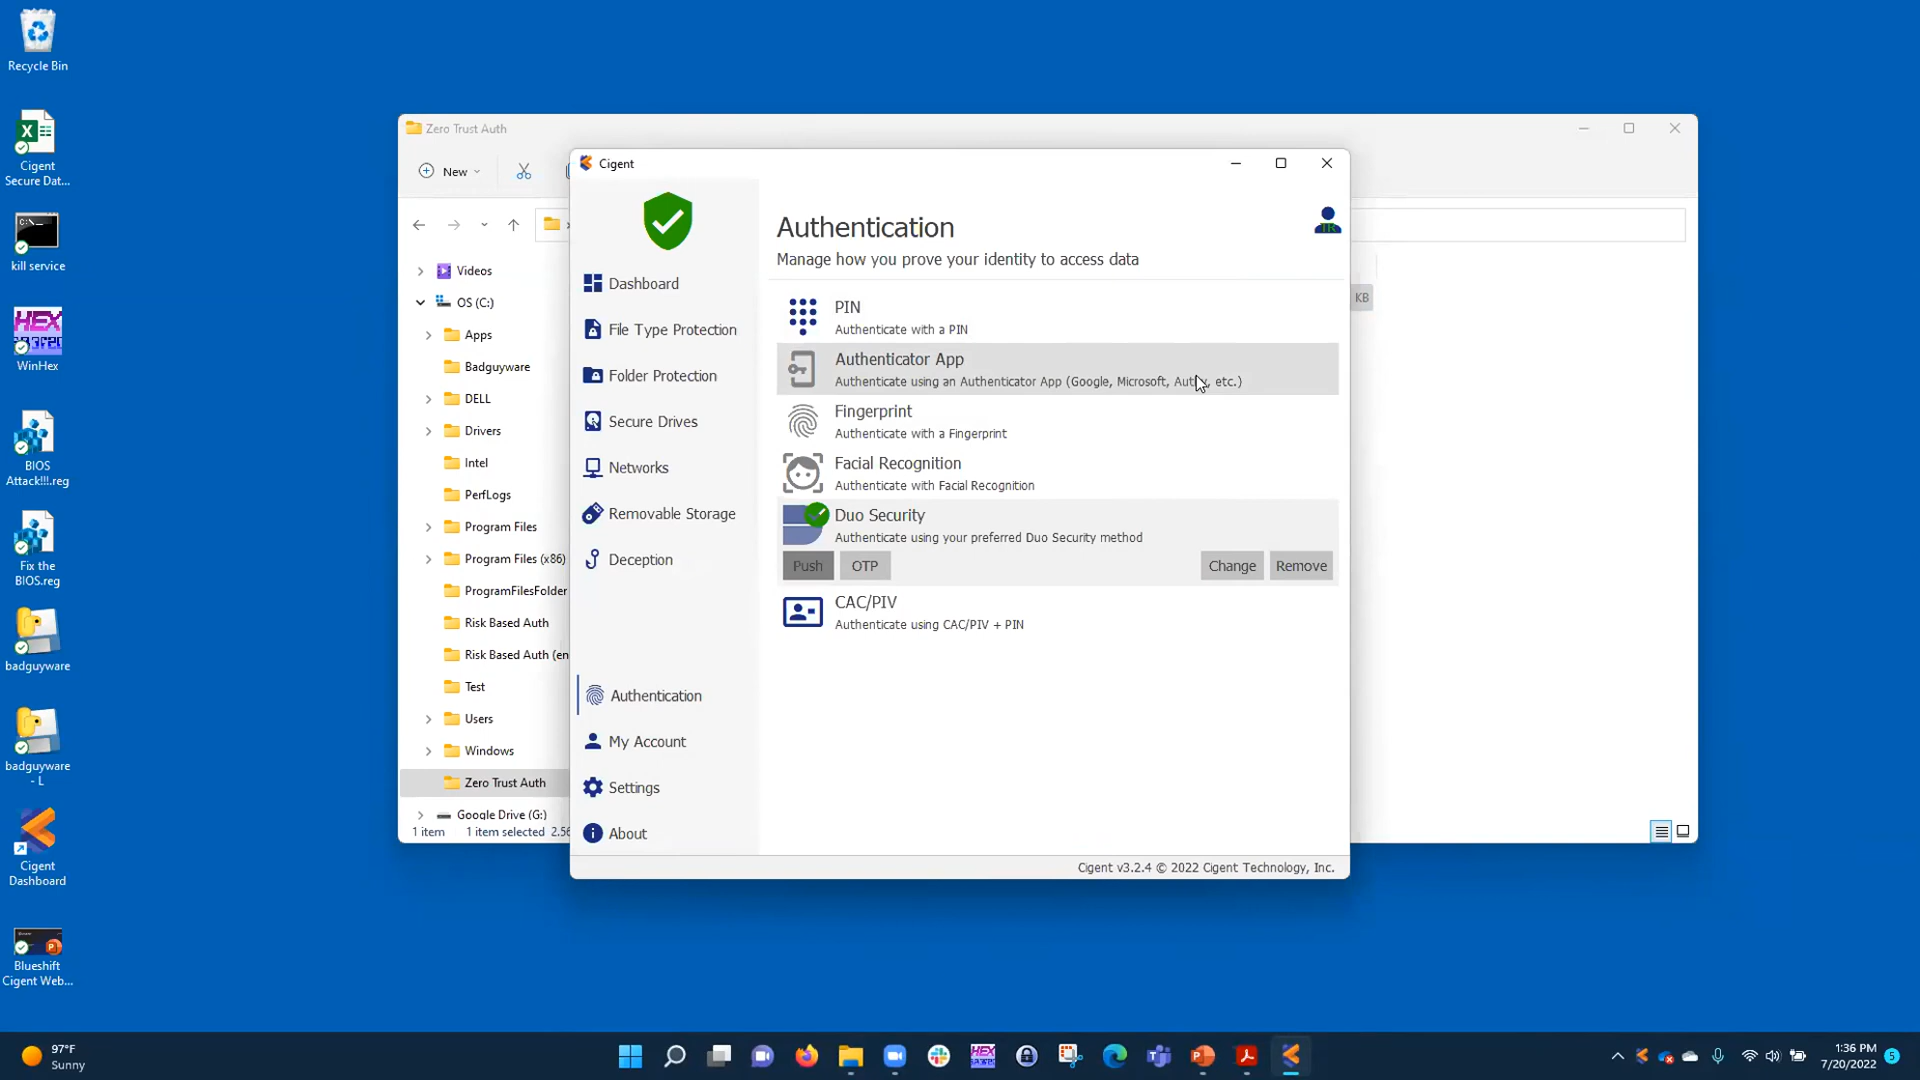 Recycle Bin
Cigent
Secure Dat...
kill service
HEX
WinHex
BIOS
Attack!!!.reg
Fix the
BIOS.reg
badguyware
badguyware
- L
Cigent
Dashboard
Blueshift
Cigent Web...
Zero Trust Auth
New
Videos
OS (C:)
Apps
Badguyware
DELL
Drivers
Intel
PerfLogs
Program Files
Program Files (x86)
ProgramFilesFolder
Risk Based Auth
Risk Based Auth (en
Test
Users
Windows
Zero Trust Auth
Google Drive (G:)
1 item 1 item selected 2.56
KB
Cigent
Dashboard
File Type Protection
Folder Protection
Secure Drives
Networks
Removable Storage
Deception
Authentication
My Account
Settings
About
Authentication
Manage how you prove your identity to access data
PIN
Authenticate with a PIN
Authenticator App
Authenticate using an Authenticator App (Google, Microsoft, Authy, etc.)
Fingerprint
Authenticate with a Fingerprint
Facial Recognition
Authenticate with Facial Recognition
Duo Security
Authenticate using your preferred Duo Security method
Push OTP Change Remove
CAC/PIV
Authenticate using CAC/PIV + PIN
Cigent v3.2.4 © 2022 Cigent Technology, Inc.
97°F
Sunny
HEX
1:36 PM
7/20/2022
5